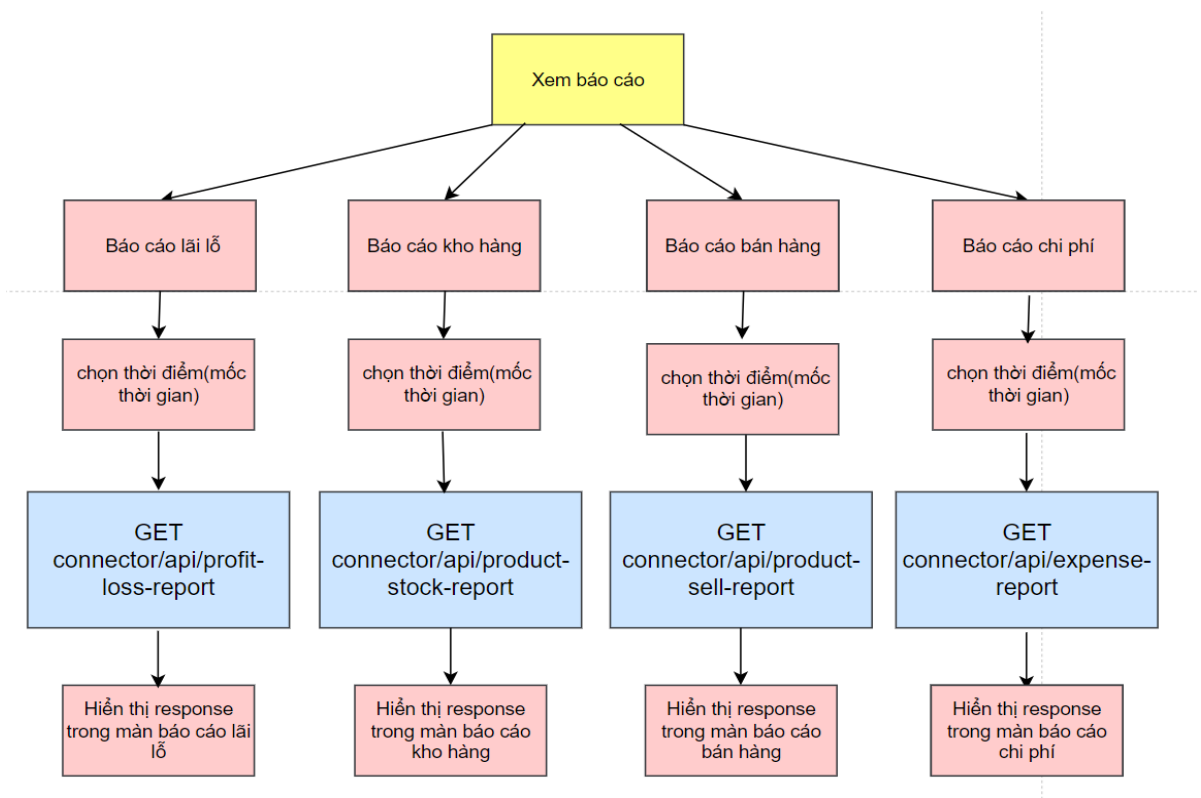 Xem báo cáo
Báo cáo lãi lỗ
Báo cáo kho hàng
Báo cáo bán hàng
Báo cáo chi phí
chọn thời điểm(mốc
thời gian)
chọn thời điểm(mốc
thời gian)
chọn thời điểm(mốc
thời gian)
chọn thời điểm(mốc
thời gian)
GET
connector/api/profit-
loss-report
GET
connector/api/product-
stock-report
GET
connector/api/product-
sell-report
GET
connector/api/expense-
report
Hiển thị response
trong màn báo cáo lãi
lỗ
Hiển thị response
trong màn báo cáo
kho hàng
Hiển thị response
trong màn báo cáo
bán hàng
Hiển thị response
trong màn báo cáo
chi phí